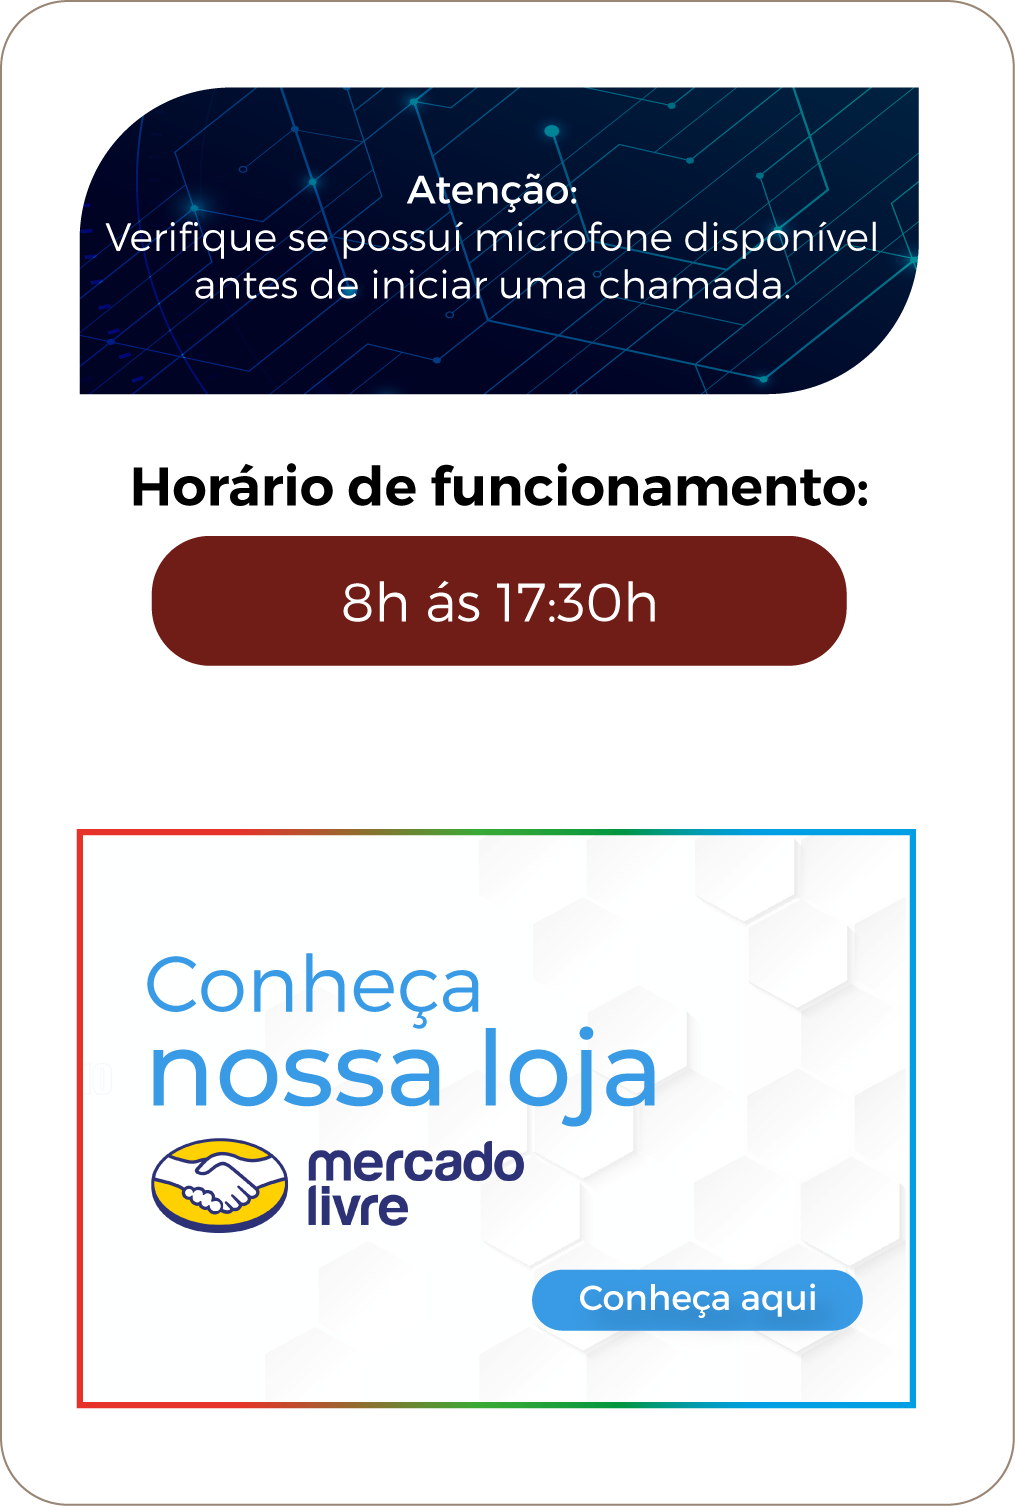 Atenção:
Verifique se possuí microfone disponível
antes de iniciar uma chamada.
Horário de funcionamento:
8h ás 17:30h
Conheça
nossa loja
mercado
livre
Conheça aqui